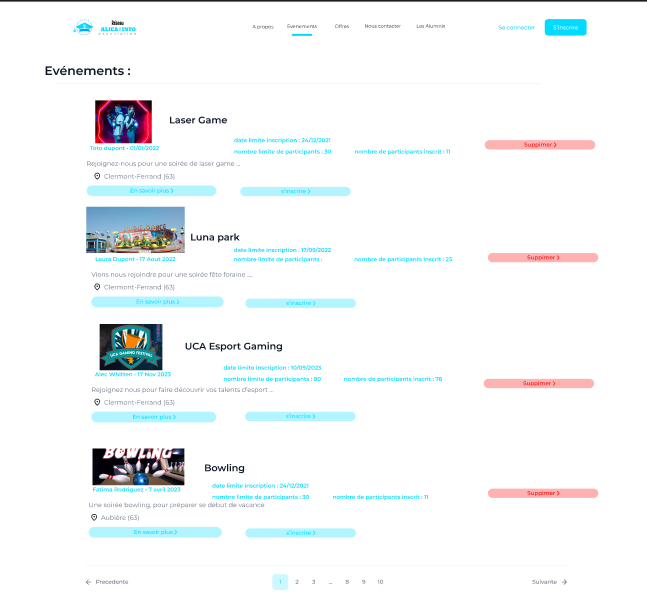 Réseau
ALICA INFO
ASSOCIATION
A propos Evenements Offres Nous contacter Les Alumnis Se connecter S'inscrire
Evénements :
Laser Game
date limite inscription : 24/12/2021
Toto dupont • 01/01/2022
nombre limite de participants : 30 nombre de participants inscrit : 11
Supprimer >
Rejoignez-nous pour une soirée de laser game ...
Clermont-Ferrand (63)
En savoir plus > s'inscrire >
Luna park
date limite inscription : 17/09/2022
Laura Dupont • 17 Aout 2022
nombre limite de participants : nombre de participants inscrit : 25
Supprimer >
Viens nous rejoindre pour une soirée fête foraine ....
Clermont-Ferrand (63)
En savoir plus > s'inscrire >
UCA GAMING FESTIVAL
UCA Esport Gaming
date limite inscription : 10/09/2023
Alec Whitten • 17 Nov 2023
nombre limite de participants : 80 nombre de participants inscrit : 76
Supprimer >
Rejoignez nous pour faire découvrir vos talents d'esport ...
Clermont-Ferrand (63)
En savoir plus > s'inscrire >
BOWLING
Bowling
date limite inscription : 24/12/2021
Fatima Rodriguez • 7 avril 2023
nombre limite de participants : 30 nombre de participants inscrit : 11
Supprimer >
Une soirée bowling, pour préparer se début de vacance
Aubière (63)
En savoir plus > s'inscrire >
← Precedente 1 2 3 ... 8 9 10 Suivante →